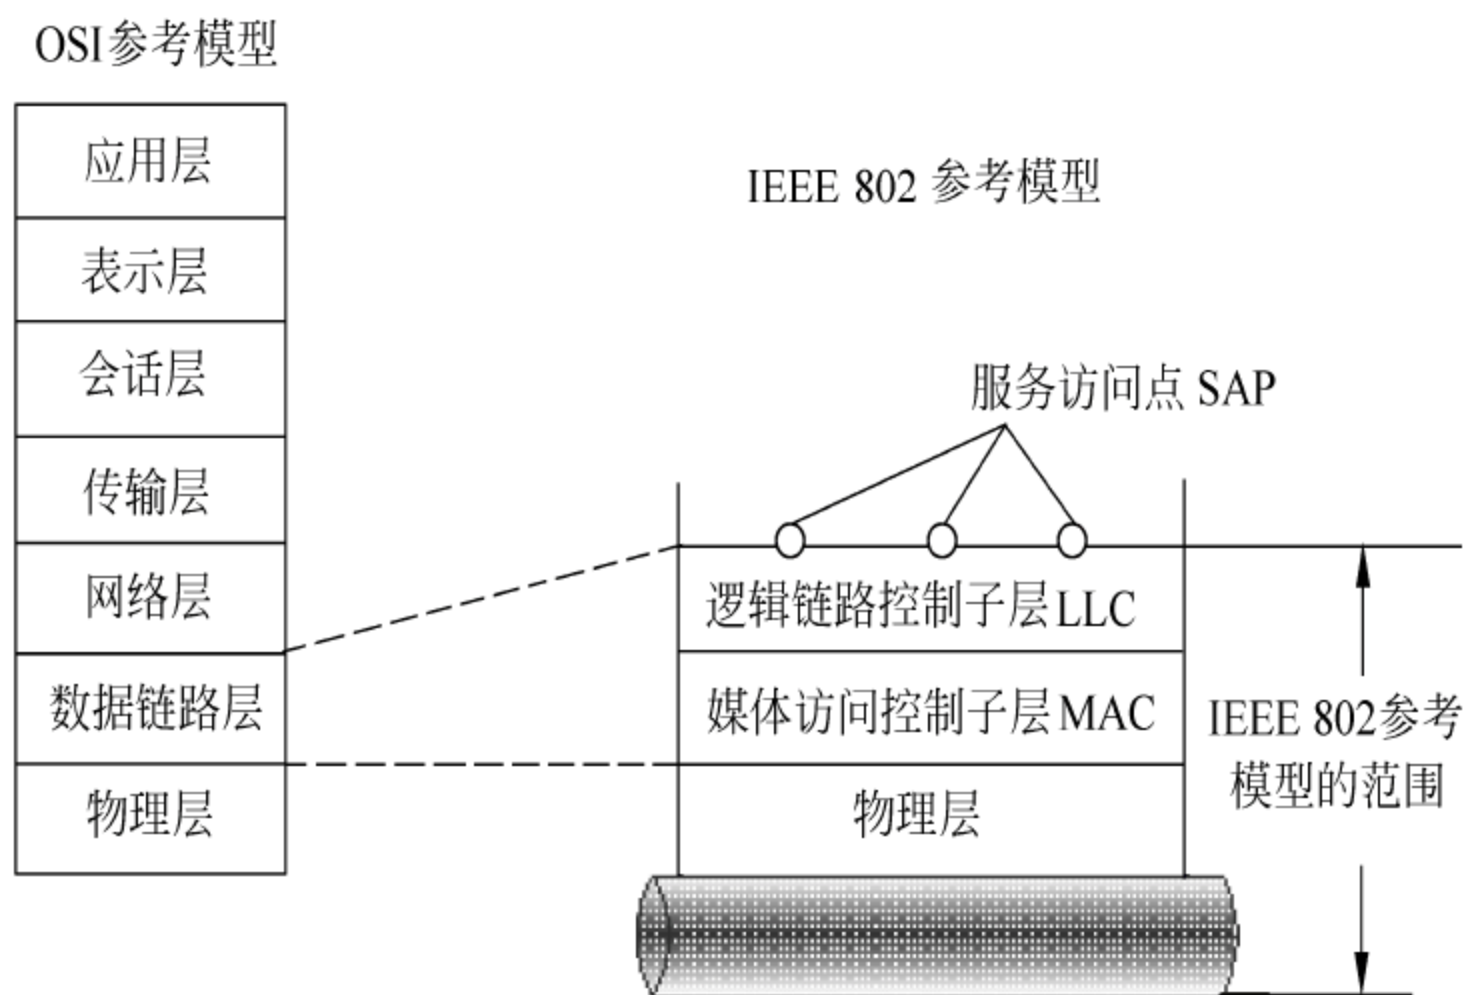 OSI参考模型
应用层
表示层
会话层
传输层
网络层
数据链路层
物理层
IEEE 802 参考模型
服务访问点 SAP
逻辑链路控制子层LLC
媒体访问控制子层MAC
物理层
IEEE 802参考
模型的范围